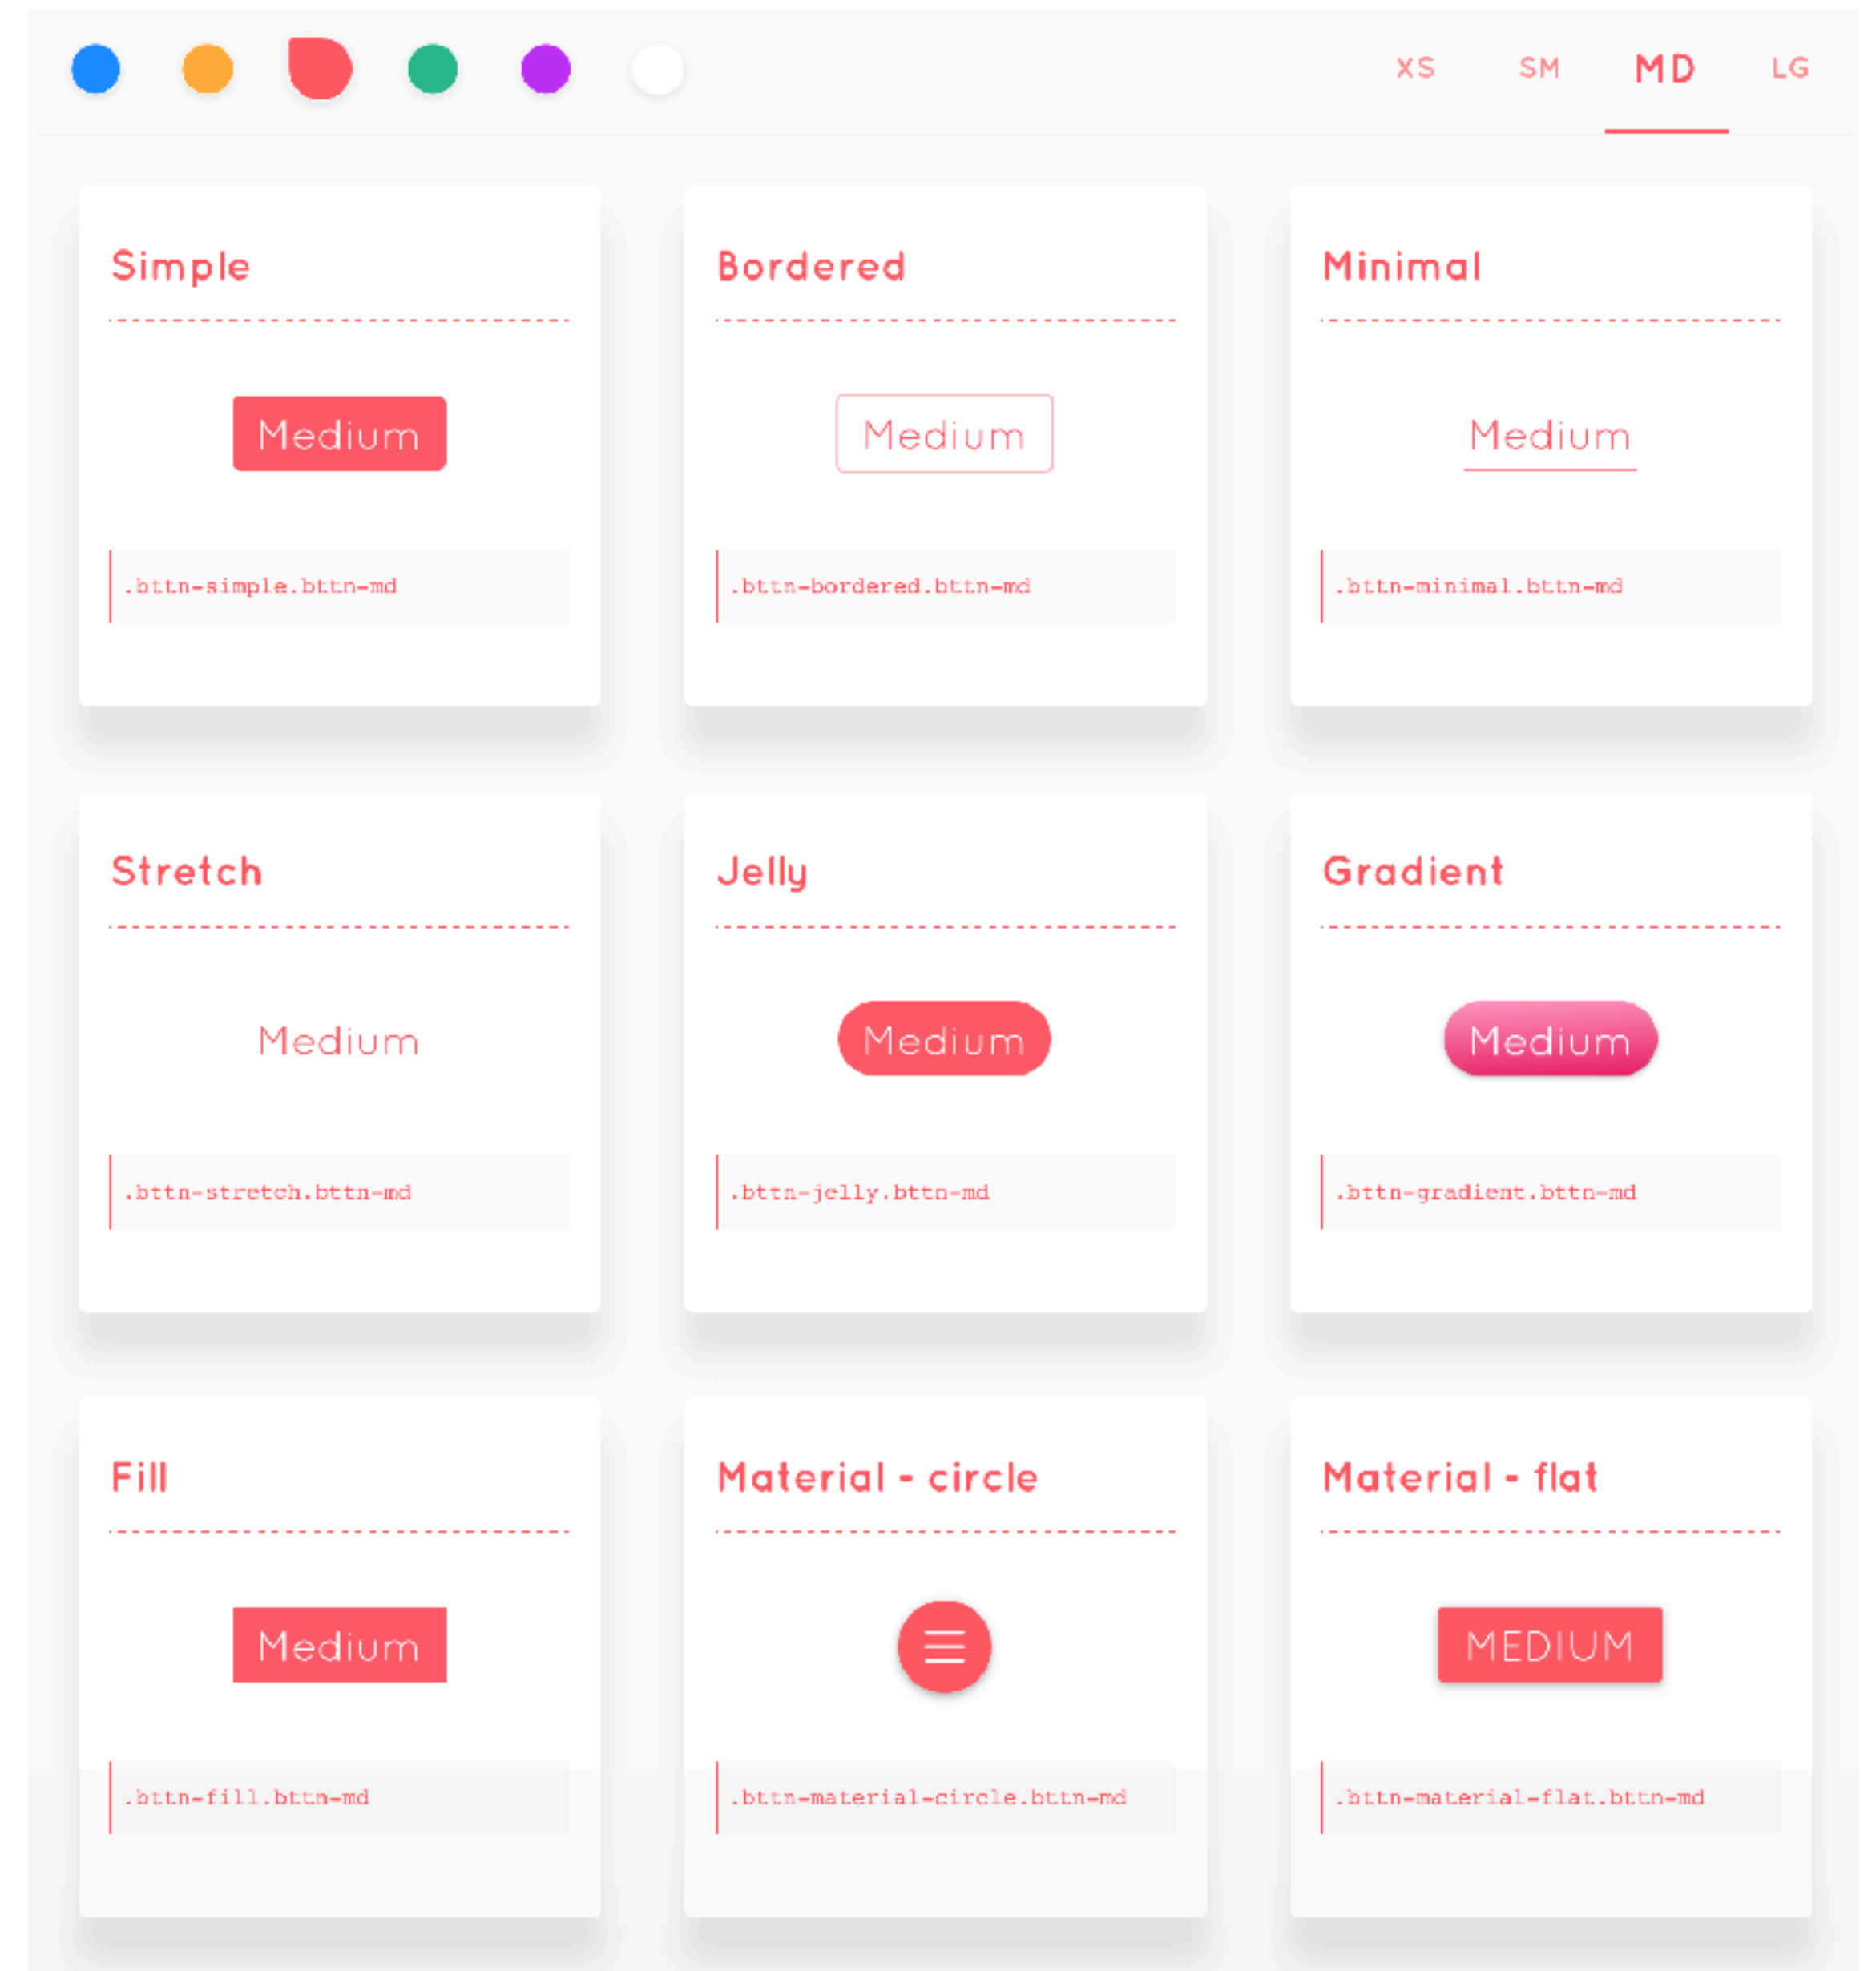 XS SM MD LG
Simple
Medium
.bttn-simple.bttn-md
Bordered
Medium
.bttn-bordered.bttn-md
Minimal
Medium
.bttn-minimal.bttn-md
Stretch
Medium
.bttn-stretch.bttn-md
Jelly
Medium
.bttn-jelly.bttn-md
Gradient
Medium
.bttn-gradient.bttn-md
Fill
Medium
.bttn-fill.bttn-md
Material - circle
.bttn-material-circle.bttn-md
Material - flat
MEDIUM
.bttn-material-flat.bttn-md